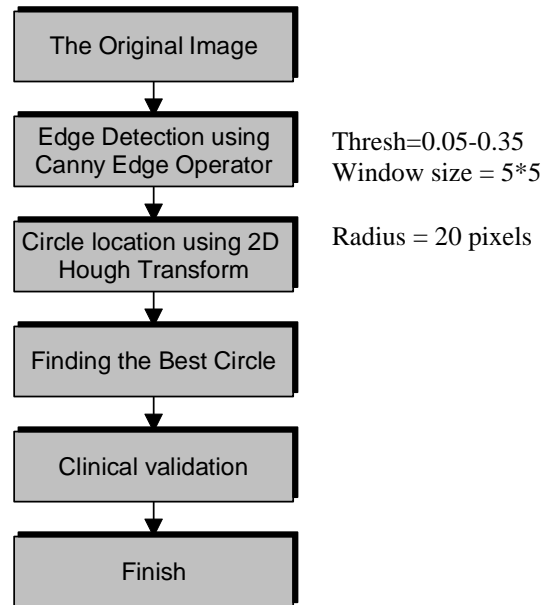 The Original Image
Edge Detection using
Canny Edge Operator
Thresh=0.05-0.35
Window size = 5*5
Circle location using 2D
Hough Transform
Radius = 20 pixels
Finding the Best Circle
Clinical validation
Finish